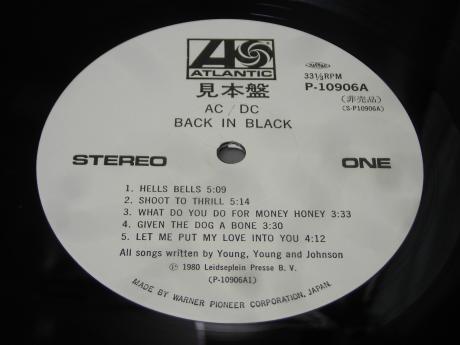 ATLANTIC
33⅓RPM
P-10906A
見本盤
(非売品)
(S-P10906A)
AC/DC
BACK IN BLACK
STEREO
ONE
1. HELLS BELLS 5:09
2. SHOOT TO THRILL 5:14
3. WHAT DO YOU DO FOR MONEY HONEY 3:33
4. GIVEN THE DOG A BONE 3:30
5. LET ME PUT MY LOVE INTO YOU 4:12
All songs written by Young, Young and Johnson
℗ 1980 Leidseplein Presse B. V.
(P-10906A1)
MADE BY WARNER PIONEER CORPORATION, JAPAN.